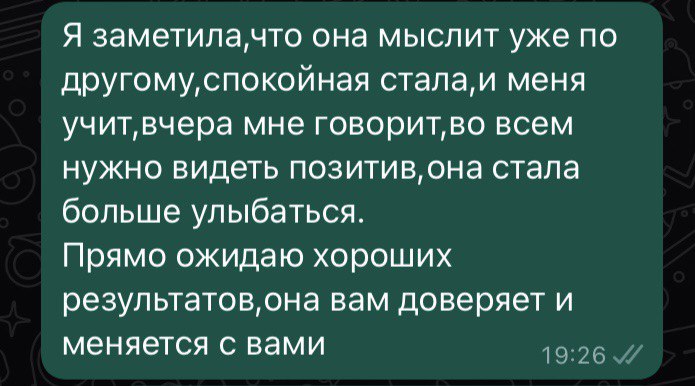 Я заметила,что она мыслит уже по
другому,спокойная стала,и меня
учит,вчера мне говорит,во всем
нужно видеть позитив,она стала
больше улыбаться.
Прямо ожидаю хороших
результатов,она вам доверяет и
меняется с вами
19:26